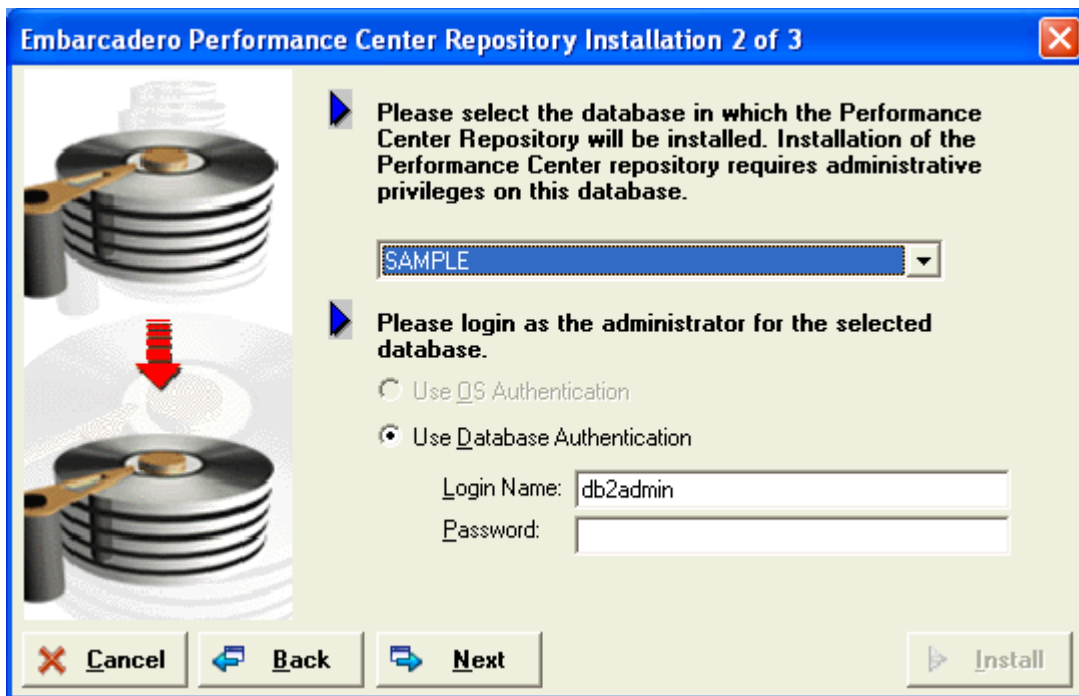 Embarcadero Performance Center Repository Installation 2 of 3
Please select the database in which the Performance
Center Repository will be installed. Installation of the
Performance Center repository requires administrative
privileges on this database.
SAMPLE
Please login as the administrator for the selected
database.
Use OS Authentication
Use Database Authentication
Login Name: db2admin
Password:
Cancel Back Next Install